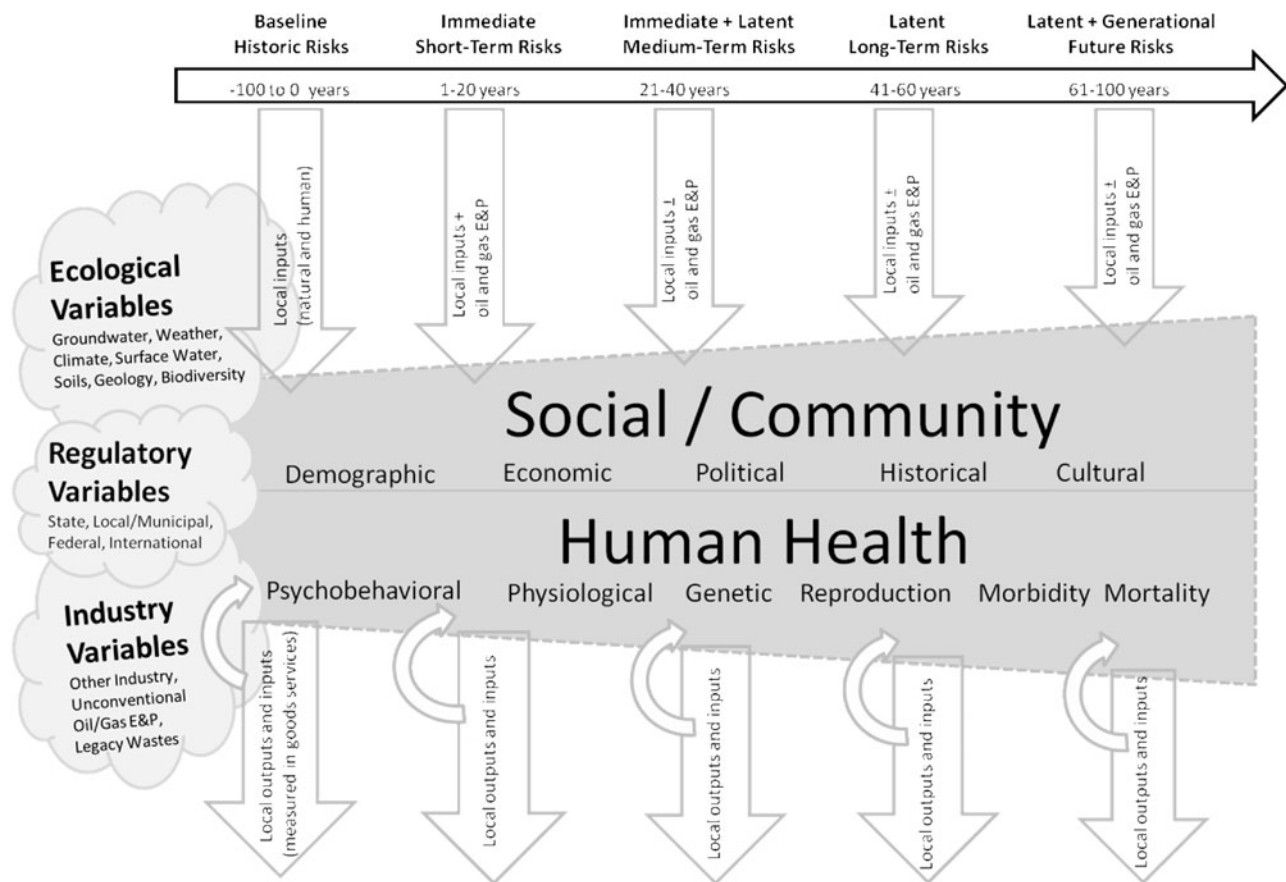 Baseline
Historic Risks
Immediate
Short-Term Risks
Immediate + Latent
Medium-Term Risks
Latent
Long-Term Risks
Latent + Generational
Future Risks
-100 to 0 years
1-20 years
21-40 years
41-60 years
61-100 years
Local inputs
(natural and human)
Local inputs +
oil and gas E&P
Local inputs ±
oil and gas E&P
Local inputs ±
oil and gas E&P
Local inputs ±
oil and gas E&P
Ecological
Variables
Groundwater, Weather,
Climate, Surface Water,
Soils, Geology, Biodiversity
Regulatory
Variables
State, Local/Municipal,
Federal, International
Industry
Variables
Other Industry,
Unconventional
Oil/Gas E&P,
Legacy Wastes
Social / Community
Demographic
Economic
Political
Historical
Cultural
Human Health
Psychobehavioral
Physiological
Genetic
Reproduction
Morbidity
Mortality
Local outputs and inputs
(measured in goods services)
Local outputs and inputs
Local outputs and inputs
Local outputs and inputs
Local outputs and inputs